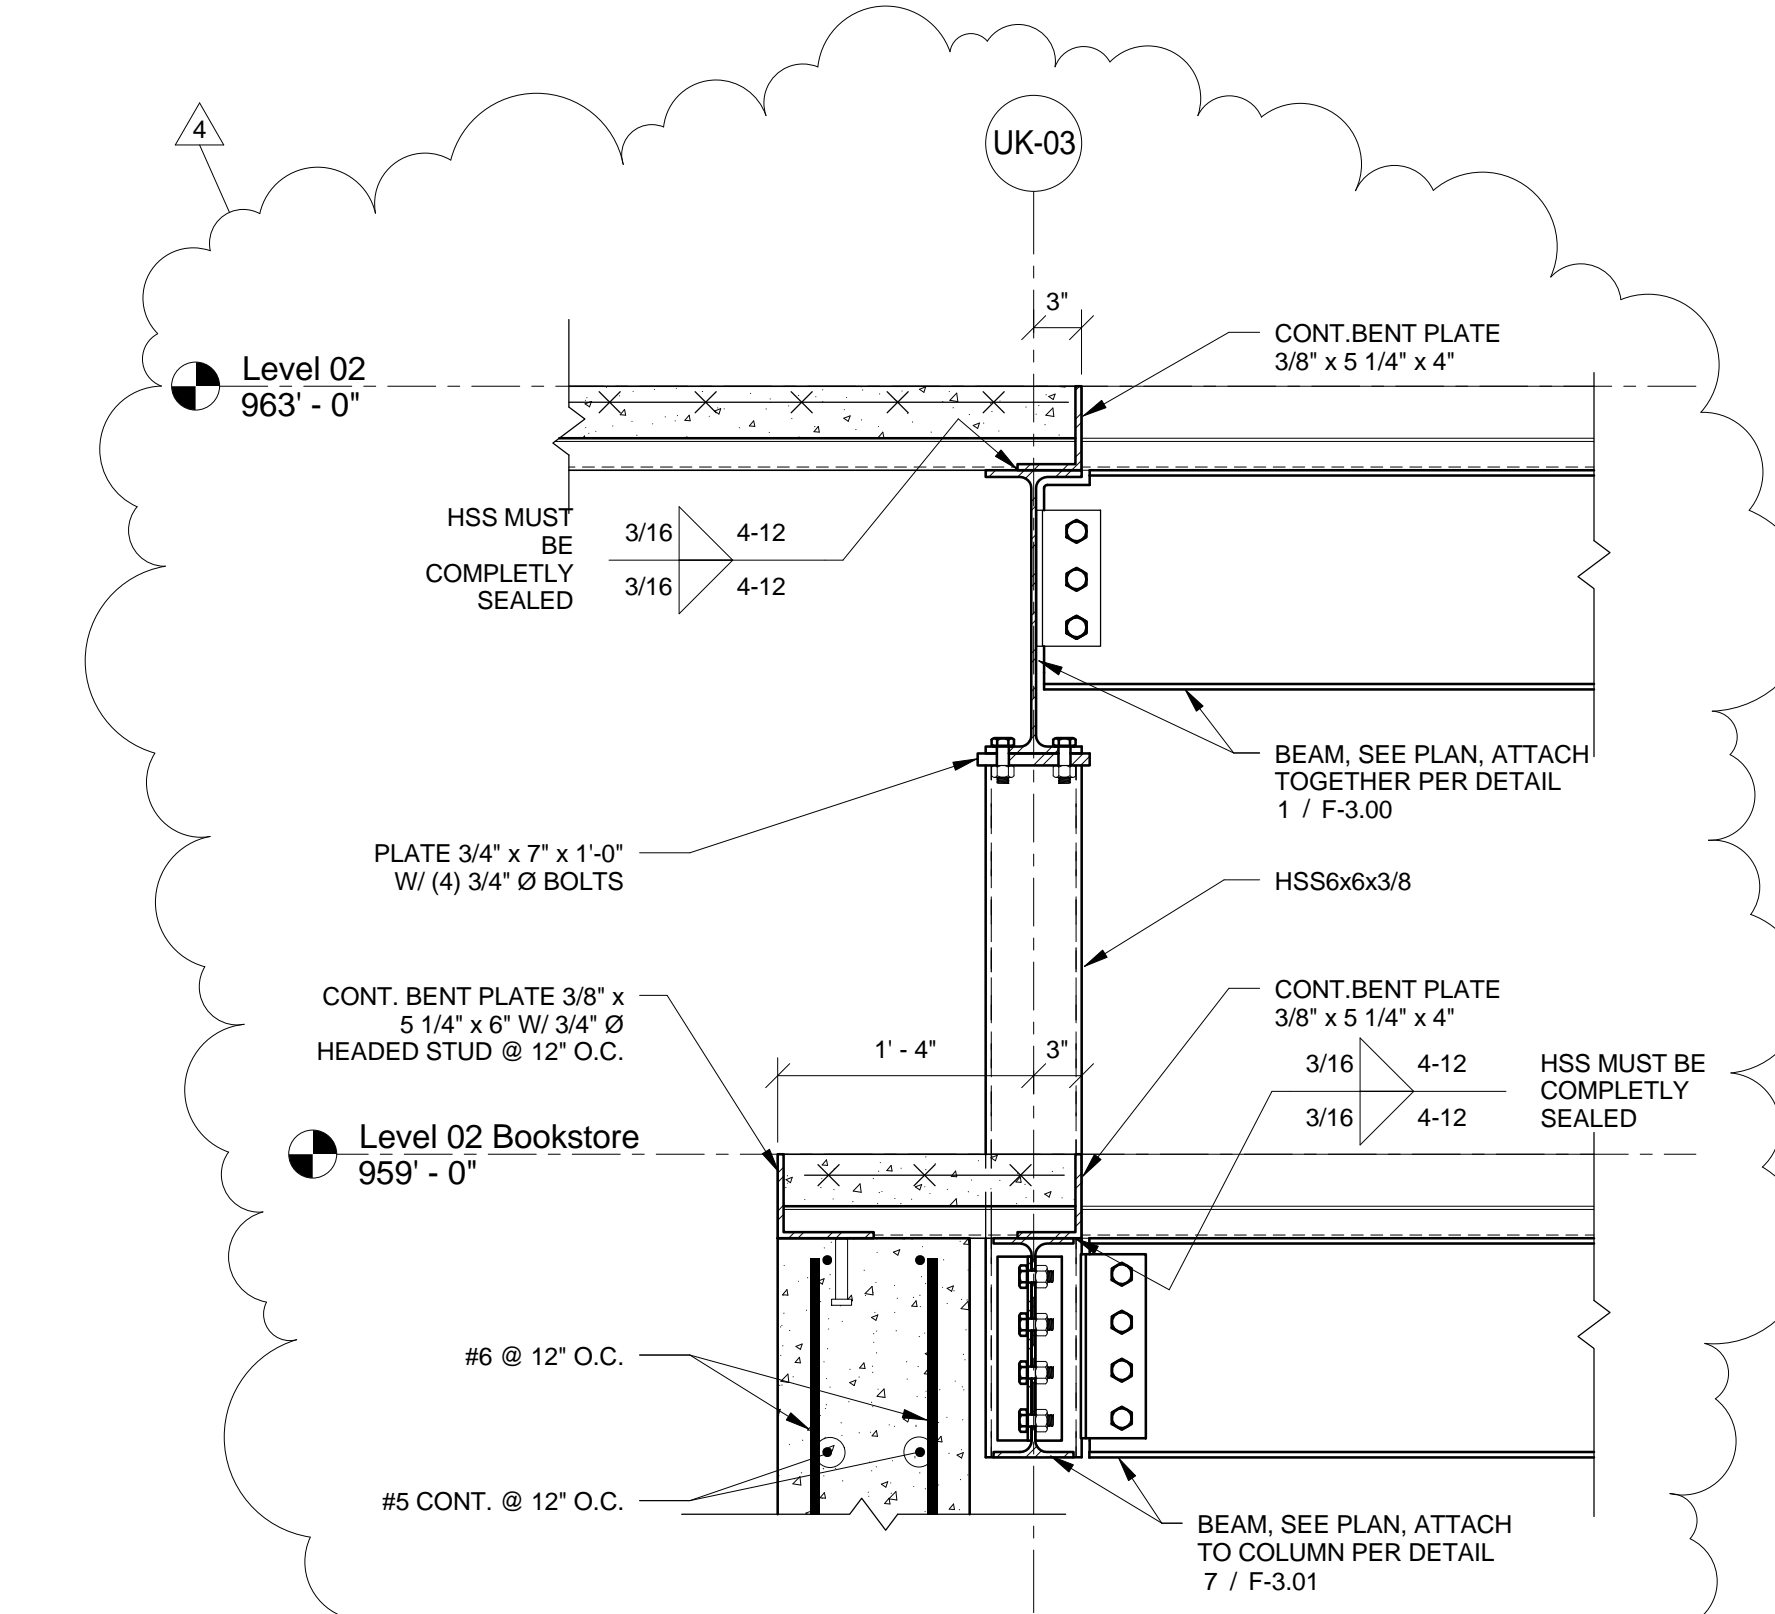 4
UK-03
3"
CONT.BENT PLATE
3/8" x 5 1/4" x 4"
Level 02
963' - 0"
HSS MUST
BE
COMPLETLY
SEALED
3/16 4-12
3/16 4-12
BEAM, SEE PLAN, ATTACH
TOGETHER PER DETAIL
1 / F-3.00
PLATE 3/4" x 7" x 1'-0"
W/ (4) 3/4" Ø BOLTS
HSS6x6x3/8
CONT. BENT PLATE 3/8" x
5 1/4" x 6" W/ 3/4" Ø
HEADED STUD @ 12" O.C.
CONT.BENT PLATE
3/8" x 5 1/4" x 4"
1' - 4"
3"
3/16 4-12
3/16 4-12
HSS MUST BE
COMPLETLY
SEALED
Level 02 Bookstore
959' - 0"
#6 @ 12" O.C.
#5 CONT. @ 12" O.C.
BEAM, SEE PLAN, ATTACH
TO COLUMN PER DETAIL
7 / F-3.01